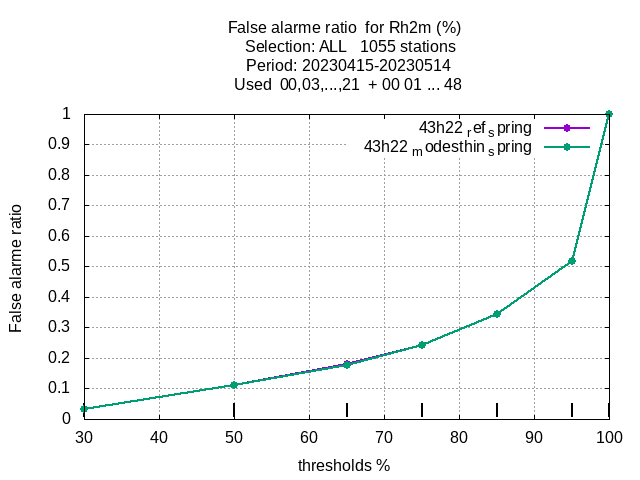 False alarme ratio  for Rh2m (%)
Selection: ALL   1055 stations
Period: 20230415-20230514
Used  00,03,...,21  + 00 01 ... 48
43h22 ref spring
43h22 modesthin spring
False alarme ratio
1
0.9
0.8
0.7
0.6
0.5
0.4
0.3
0.2
0.1
0
30 40 50 60 70 80 90 100
thresholds %